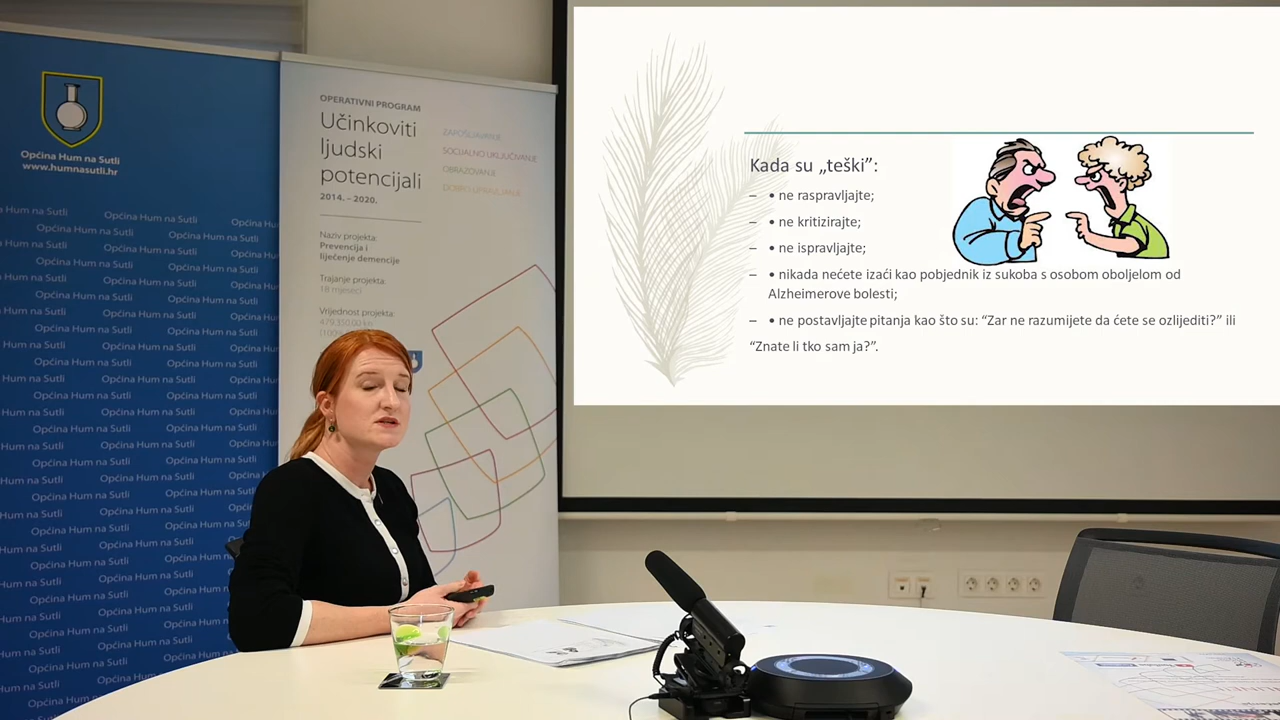 Općina Hum na Sutli
www.humnasutli.hr
OPERATIVNI PROGRAM
Učinkoviti
ljudski
potencijali
2014. - 2020.
ZAPOŠLJAVANJE
SOCIJALNO UKLJUČIVANJE
OBRAZOVANJE
DOBRO UPRAVLJANJE
Naziv projekta:
Prevencija i
liječenje demencije
Trajanje projekta:
18 mjeseci
Vrijednost projekta:
Kada su „teški”:
– • ne raspravljajte;
– • ne kritizirajte;
– • ne ispravljajte;
– • nikada nećete izaći kao pobjednik iz sukoba s osobom oboljelom od
Alzheimerove bolesti;
– • ne postavljajte pitanja kao što su: “Zar ne razumijete da ćete se ozlijediti?” ili
“Znate li tko sam ja?”.